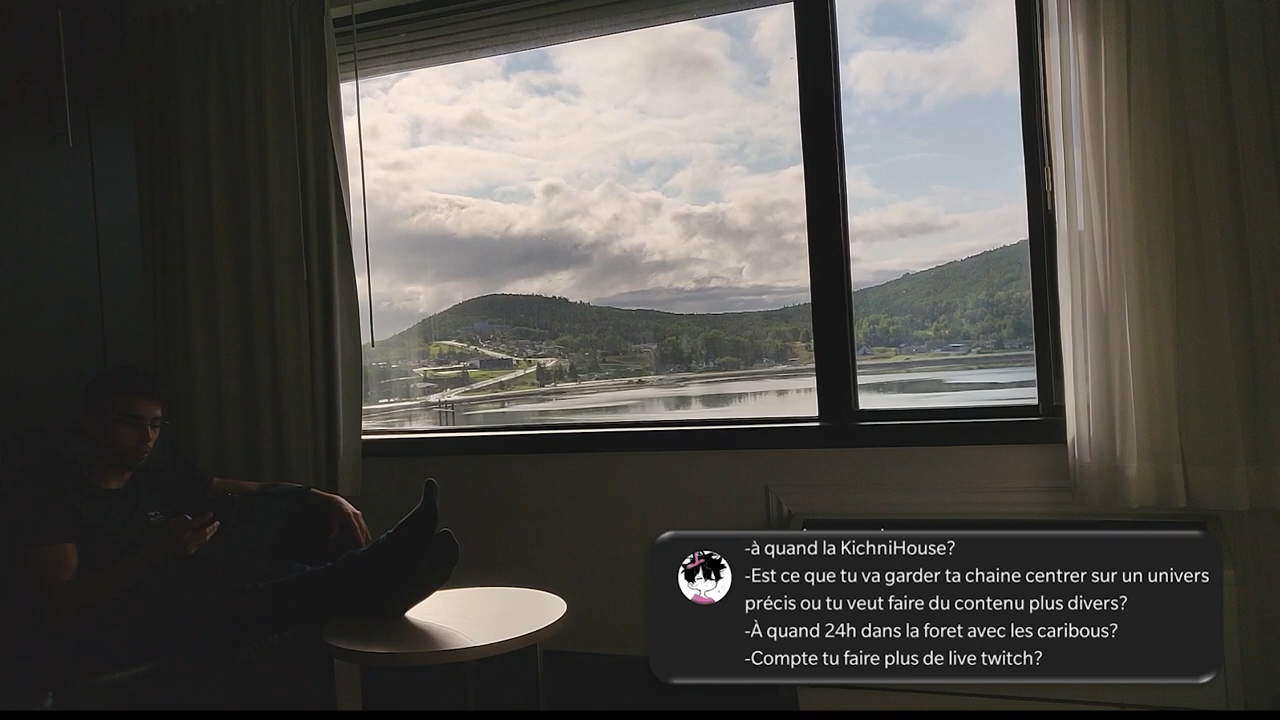 -à quand la KichniHouse?
-Est ce que tu va garder ta chaine centrer sur un univers
précis ou tu veut faire du contenu plus divers?
-À quand 24h dans la foret avec les caribous?
-Compte tu faire plus de live twitch?